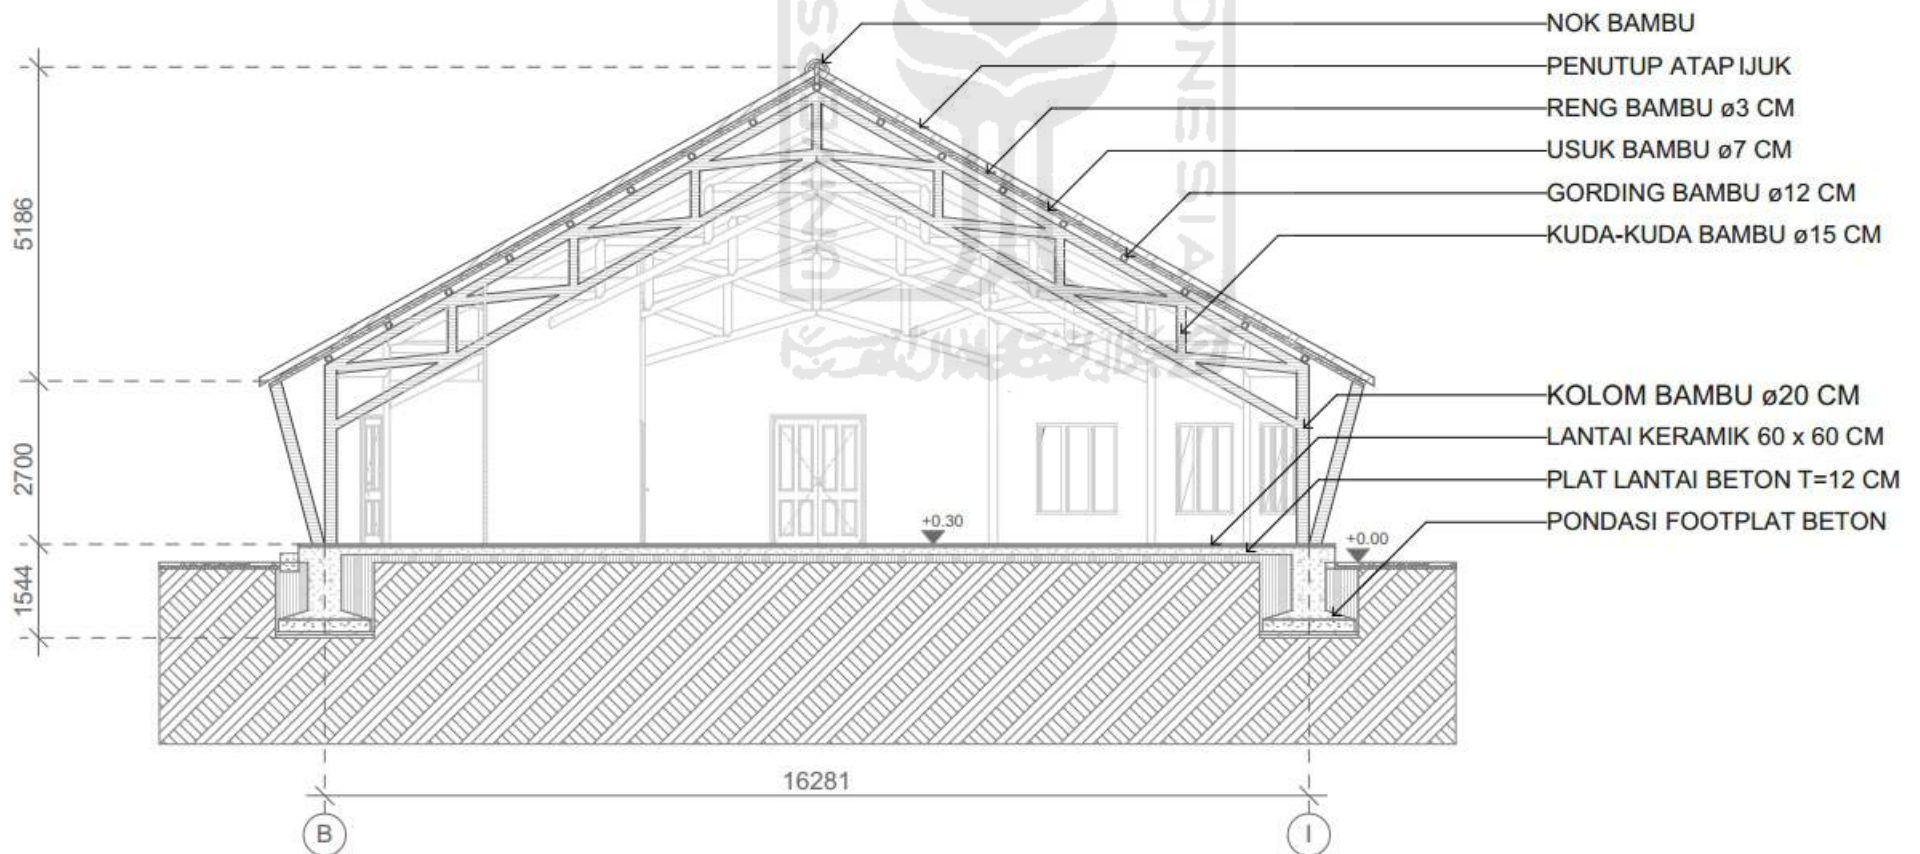 NOK BAMBU
PENUTUP ATAP IJUK
RENG BAMBU ø3 CM
USUK BAMBU ø7 CM
GORDING BAMBU ø12 CM
KUDA-KUDA BAMBU ø15 CM
KOLOM BAMBU ø20 CM
LANTAI KERAMIK 60 x 60 CM
PLAT LANTAI BETON T=12 CM
PONDASI FOOTPLAT BETON
5186
2700
1544
+0.30
+0.00
16281
B
I